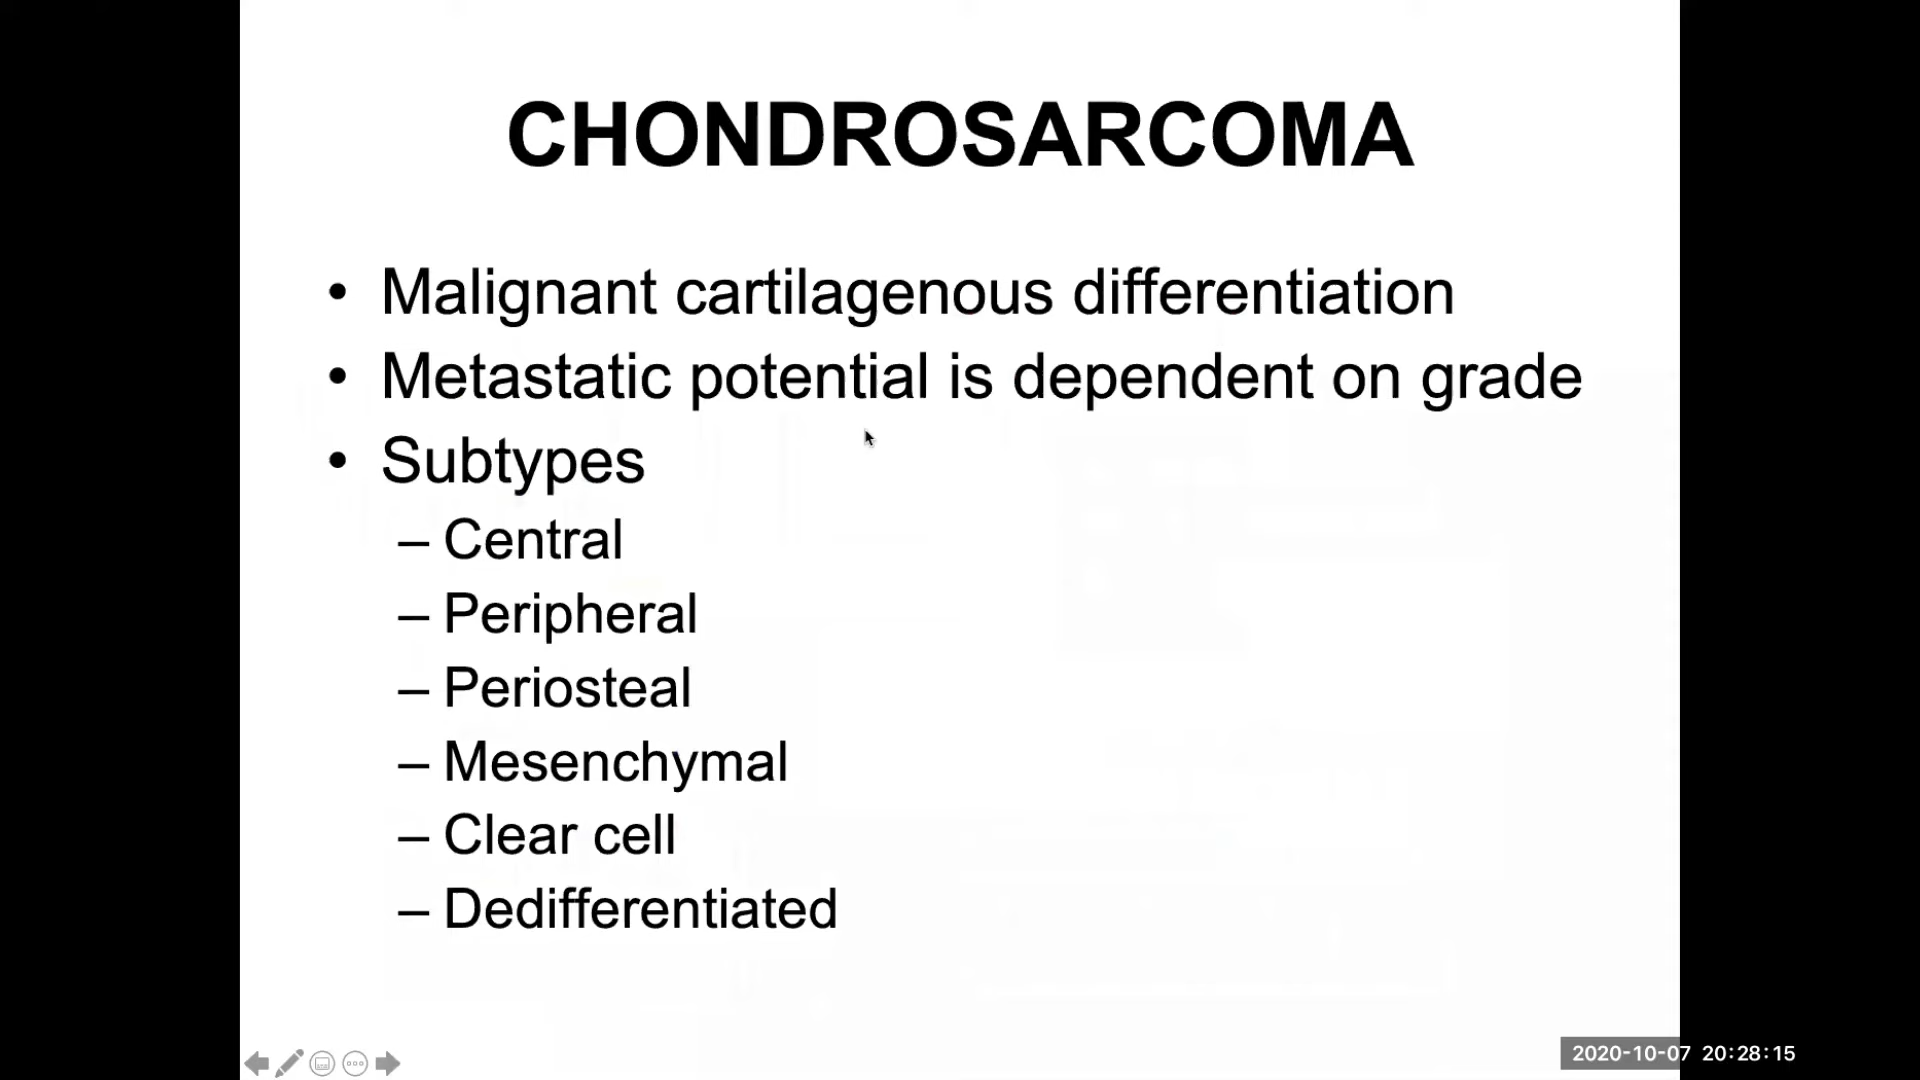 CHONDROSARCOMA
• Malignant cartilagenous differentiation
• Metastatic potential is dependent on grade
• Subtypes
– Central
– Peripheral
– Periosteal
– Mesenchymal
– Clear cell
– Dedifferentiated
2020-10-07 20:28:15